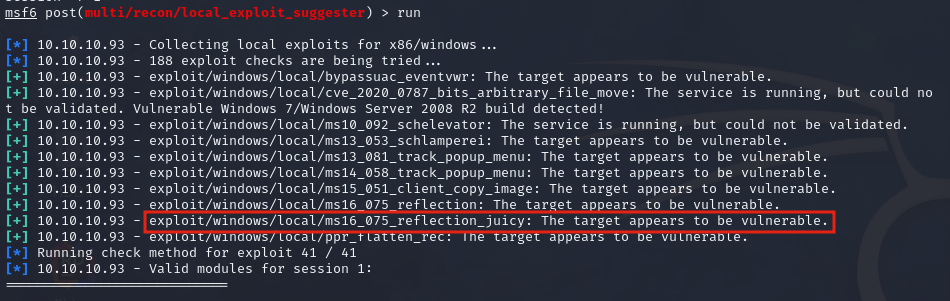 msf6 post(multi/recon/local_exploit_suggester) > run
[*] 10.10.10.93 - Collecting local exploits for x86/windows...
[*] 10.10.10.93 - 188 exploit checks are being tried...
[+] 10.10.10.93 - exploit/windows/local/bypassuac_eventvwr: The target appears to be vulnerable.
[+] 10.10.10.93 - exploit/windows/local/cve_2020_0787_bits_arbitrary_file_move: The service is running, but could no
t be validated. Vulnerable Windows 7/Windows Server 2008 R2 build detected!
[+] 10.10.10.93 - exploit/windows/local/ms10_092_schelevator: The service is running, but could not be validated.
[+] 10.10.10.93 - exploit/windows/local/ms13_053_schlamperei: The target appears to be vulnerable.
[+] 10.10.10.93 - exploit/windows/local/ms13_081_track_popup_menu: The target appears to be vulnerable.
[+] 10.10.10.93 - exploit/windows/local/ms14_058_track_popup_menu: The target appears to be vulnerable.
[+] 10.10.10.93 - exploit/windows/local/ms15_051_client_copy_image: The target appears to be vulnerable.
[+] 10.10.10.93 - exploit/windows/local/ms16_075_reflection: The target appears to be vulnerable.
[+] 10.10.10.93 - exploit/windows/local/ms16_075_reflection_juicy: The target appears to be vulnerable.
[+] 10.10.10.93 - exploit/windows/local/ppr_flatten_rec: The target appears to be vulnerable.
[*] Running check method for exploit 41 / 41
[*] 10.10.10.93 - Valid modules for session 1:
============================